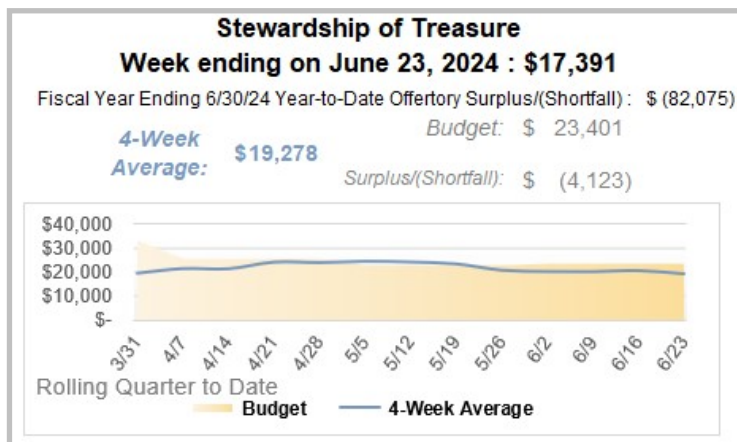 Stewardship of Treasure
Week ending on June 23, 2024 : $17,391
Fiscal Year Ending 6/30/24 Year-to-Date Offertory Surplus/(Shortfall) : $ (82,075)
4-Week Average: $19,278
Budget: $ 23,401
Surplus/(Shortfall): $ (4,123)
$40,000
$30,000
$20,000
$10,000
$-
3/31 4/7 4/14 4/21 4/28 5/5 5/12 5/19 5/26 6/2 6/9 6/16 6/23
Rolling Quarter to Date
Budget 4-Week Average